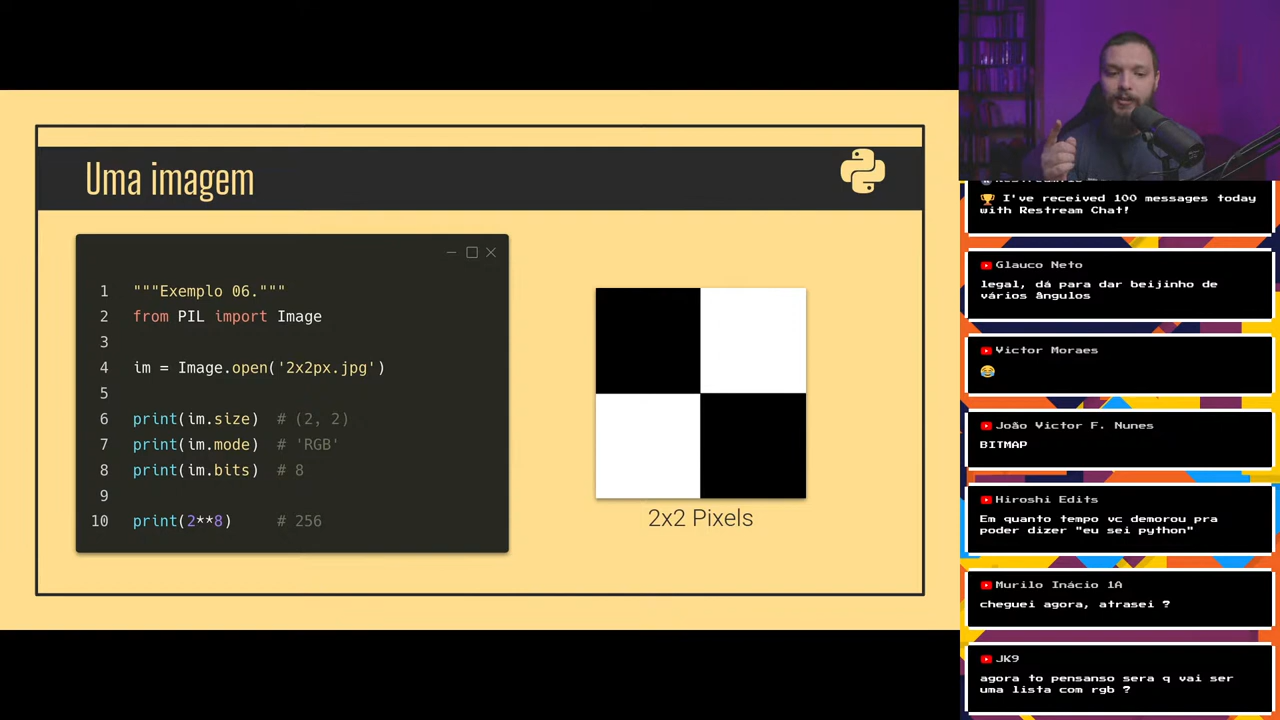 Uma imagem
1 """Exemplo 06."""
2 from PIL import Image
3
4 im = Image.open('2x2px.jpg')
5
6 print(im.size) # (2, 2)
7 print(im.mode) # 'RGB'
8 print(im.bits) # 8
9
10 print(2**8) # 256
2x2 Pixels
🏆 I've received 100 messages today
with Restream Chat!
Glauco Neto
legal, dá para dar beijinho de
vários ângulos
Victor Moraes
😂
João Victor F. Nunes
BITMAP
Hiroshi Edits
Em quanto tempo vc demorou pra
poder dizer "eu sei python"
Murilo Inácio 1A
cheguei agora, atrasei ?
JK9
agora to pensanso sera q vai ser
uma lista com rgb ?